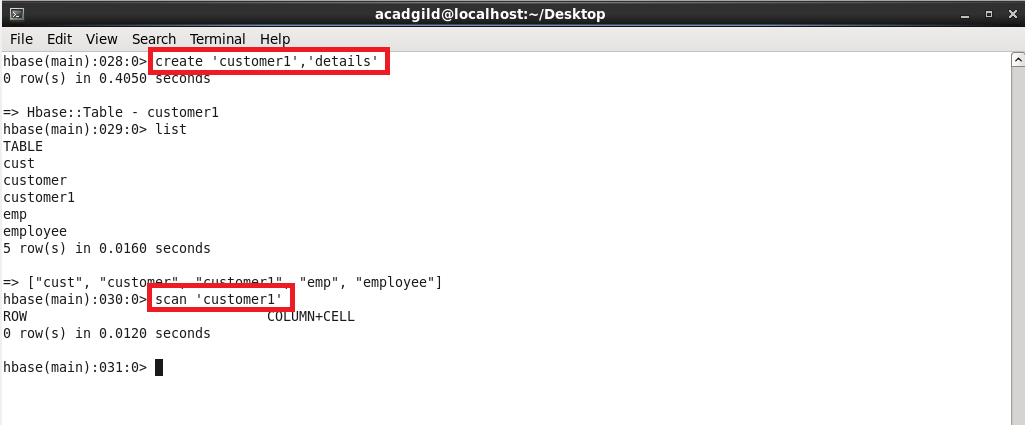 acadgild@localhost:~/Desktop
File Edit View Search Terminal Help
hbase(main):028:0> create 'customer1','details'
0 row(s) in 0.4050 seconds
=> Hbase::Table - customer1
hbase(main):029:0> list
TABLE
cust
customer
customer1
emp
employee
5 row(s) in 0.0160 seconds
=> ["cust", "customer", "customer1", "emp", "employee"]
hbase(main):030:0> scan 'customer1'
ROW COLUMN+CELL
0 row(s) in 0.0120 seconds
hbase(main):031:0>